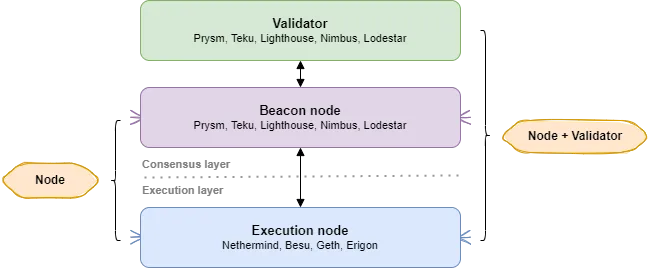 Validator
Prysm, Teku, Lighthouse, Nimbus, Lodestar
Beacon node
Prysm, Teku, Lighthouse, Nimbus, Lodestar
Node + Validator
Consensus layer
Node
Execution layer
Execution node
Nethermind, Besu, Geth, Erigon